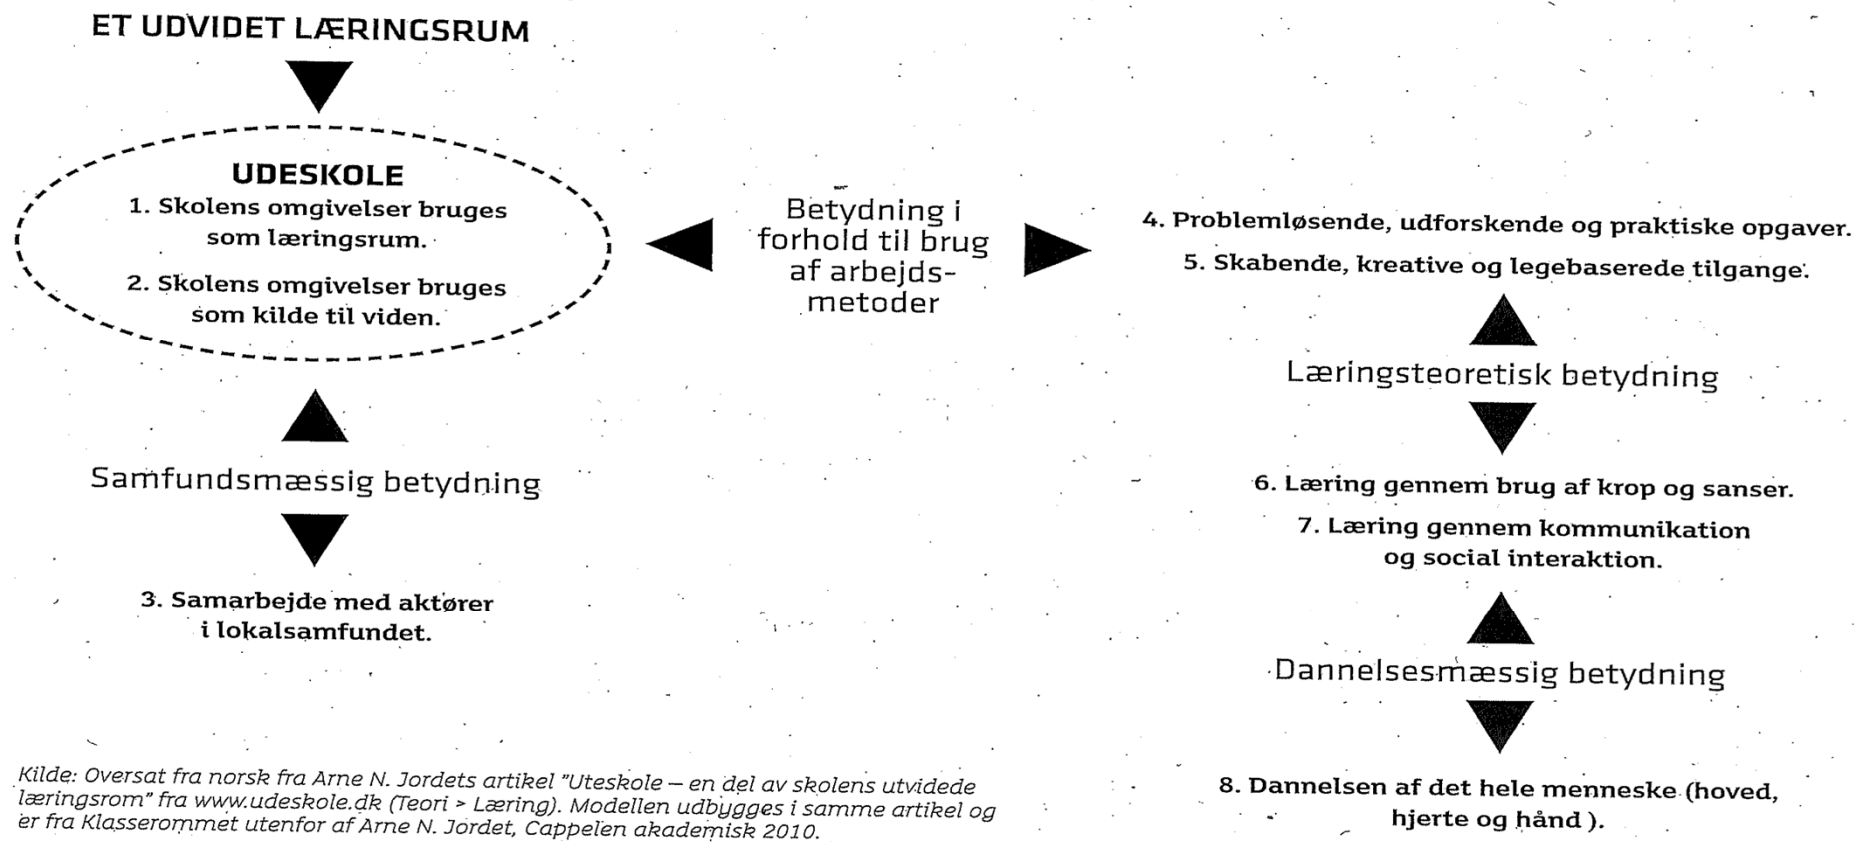 ET UDVIDET LÆRINGSRUM
UDESKOLE
1. Skolens omgivelser bruges
som læringsrum.
2. Skolens omgivelser bruges
som kilde til viden.
Betydning i
forhold til brug
af arbejds-
metoder
4. Problemløsende, udforskende og praktiske opgaver.
5. Skabende, kreative og legebaserede tilgange.
Læringsteoretisk betydning
Samfundsmæssig betydning
6. Læring gennem brug af krop og sanser.
7. Læring gennem kommunikation
og social interaktion.
3. Samarbejde med aktører
i lokalsamfundet.
Dannelsesmæssig betydning
8. Dannelsen af det hele menneske (hoved,
hjerte og hånd ).
Kilde: Oversat fra norsk fra Arne N. Jordets artikel "Uteskole – en del av skolens utvidede
læringsrom" fra www.udeskole.dk (Teori > Læring). Modellen udbygges i samme artikel og
er fra Klasserommet utenfor af Arne N. Jordet, Cappelen akademisk 2010.